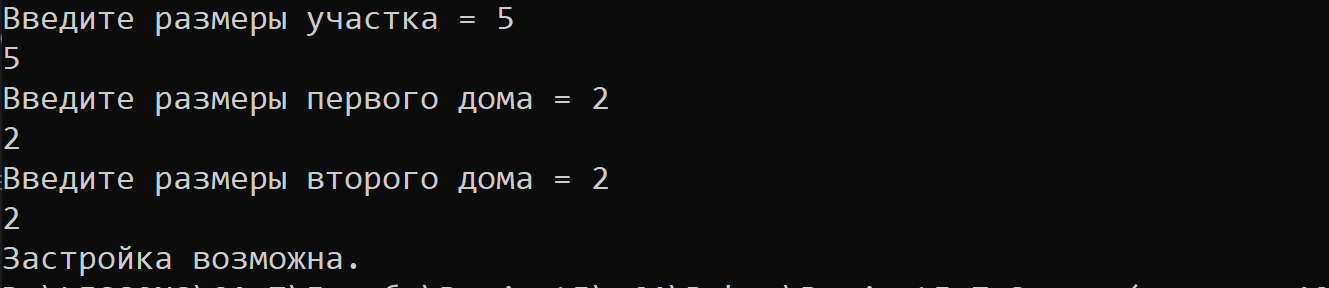 Введите размеры участка = 5
5
Введите размеры первого дома = 2
2
Введите размеры второго дома = 2
2
Застройка возможна.